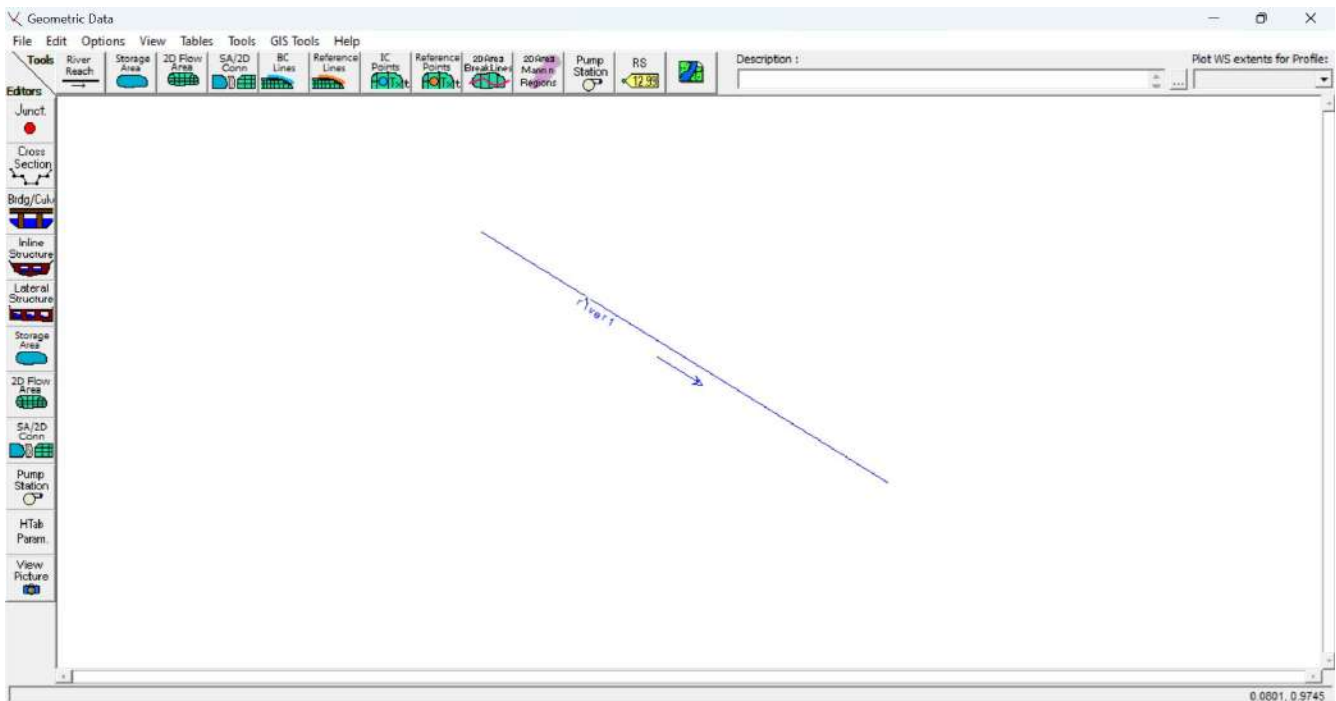 Geometric Data
File Edit Options View Tables Tools GIS Tools Help
Tools
Editors
River Reach
Storage Area
2D Flow Area
SA/2D Conn
BC Lines
Reference Lines
IC Points
Reference Points
2D Area BreakLines
2D Area Mann n Regions
Pump Station
RS
12.99
Description :
...
Plot WS extents for Profile:
Junct.
Cross Section
Brdg/Culv
Inline Structure
Lateral Structure
Storage Area
2D Flow Area
SA/2D Conn
Pump Station
HTab Param.
View Picture
river1
0.0801, 0.9745